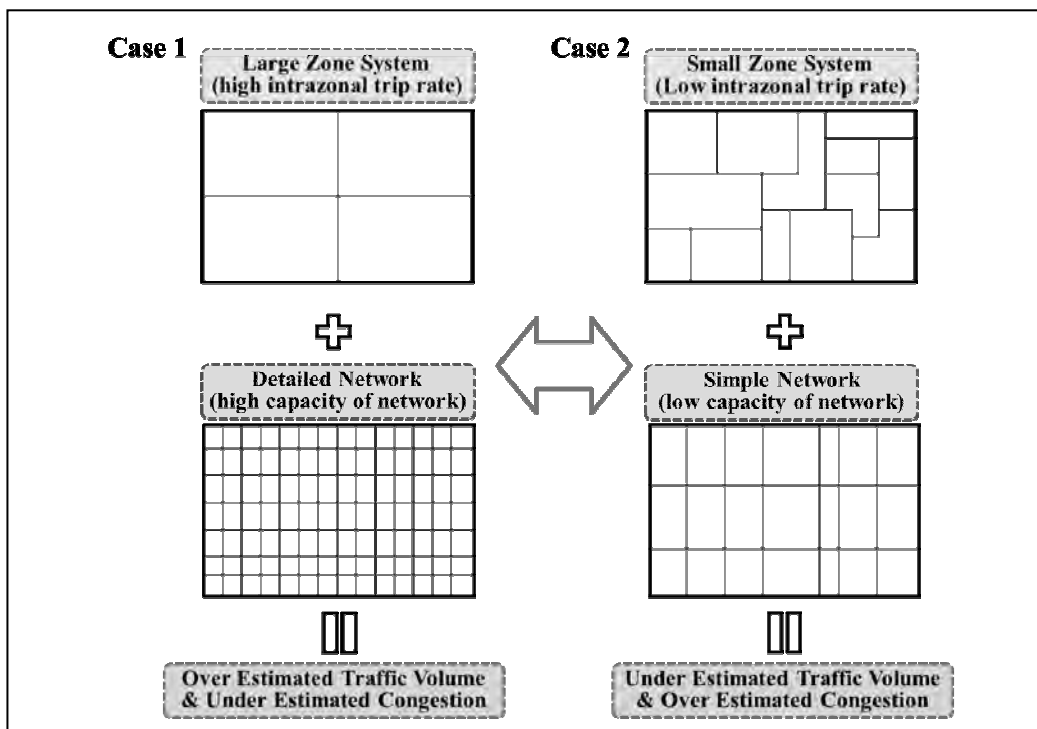 Case 1
Large Zone System
(high intrazonal trip rate)
Detailed Network
(high capacity of network)
Over Estimated Traffic Volume
& Under Estimated Congestion
Case 2
Small Zone System
(Low intrazonal trip rate)
Simple Network
(low capacity of network)
Under Estimated Traffic Volume
& Over Estimated Congestion